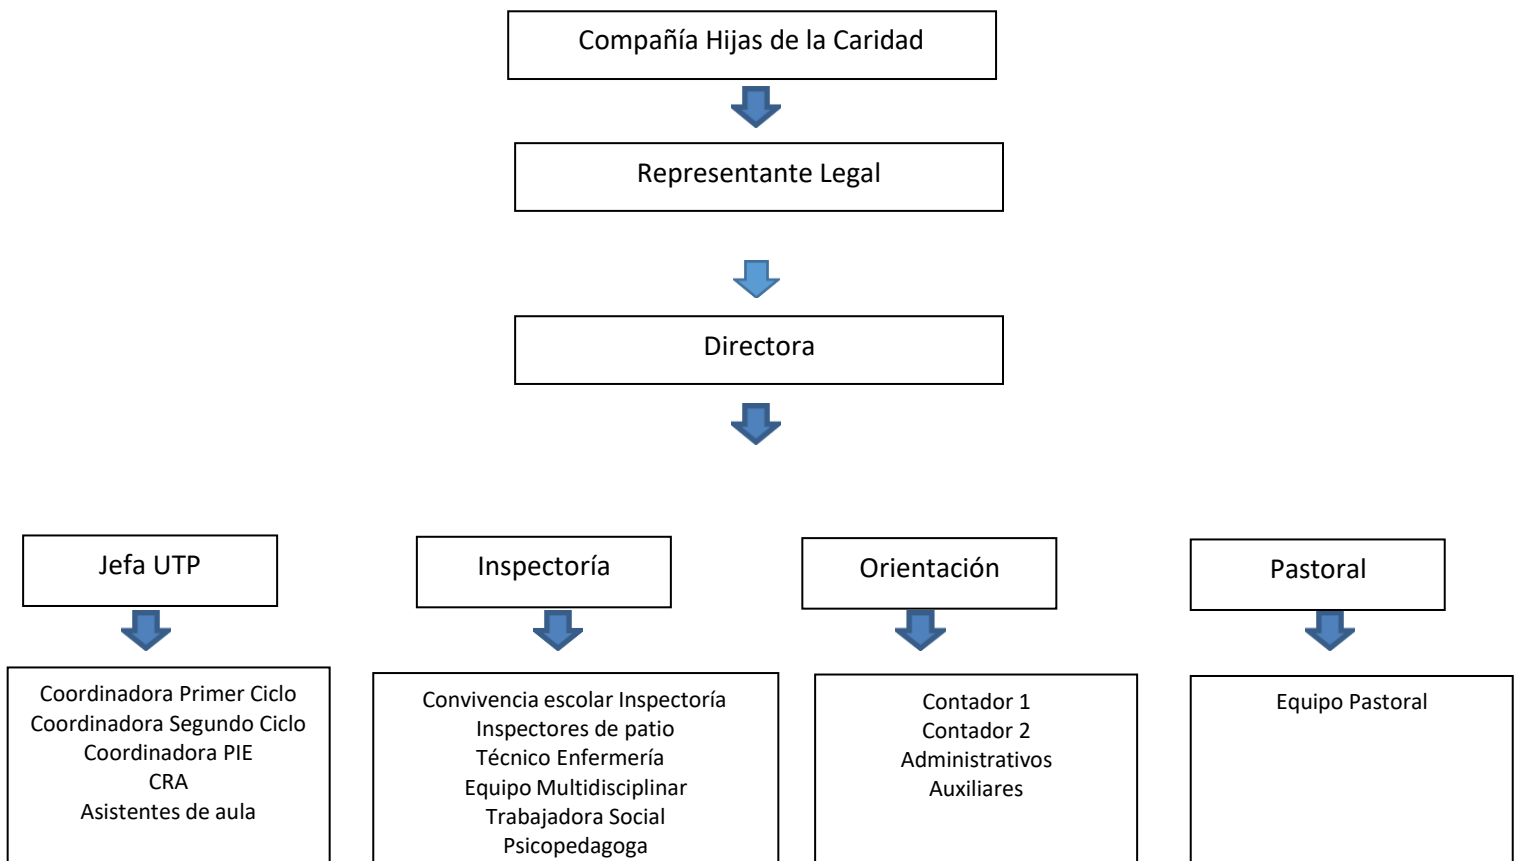 Compañía Hijas de la Caridad
Representante Legal
Directora
Jefa UTP
Inspectoría
Orientación
Pastoral
Coordinadora Primer Ciclo
Coordinadora Segundo Ciclo
Coordinadora PIE
CRA
Asistentes de aula
Convivencia escolar Inspectoría
Inspectores de patio
Técnico Enfermería
Equipo Multidisciplinar
Trabajadora Social
Psicopedagoga
Contador 1
Contador 2
Administrativos
Auxiliares
Equipo Pastoral